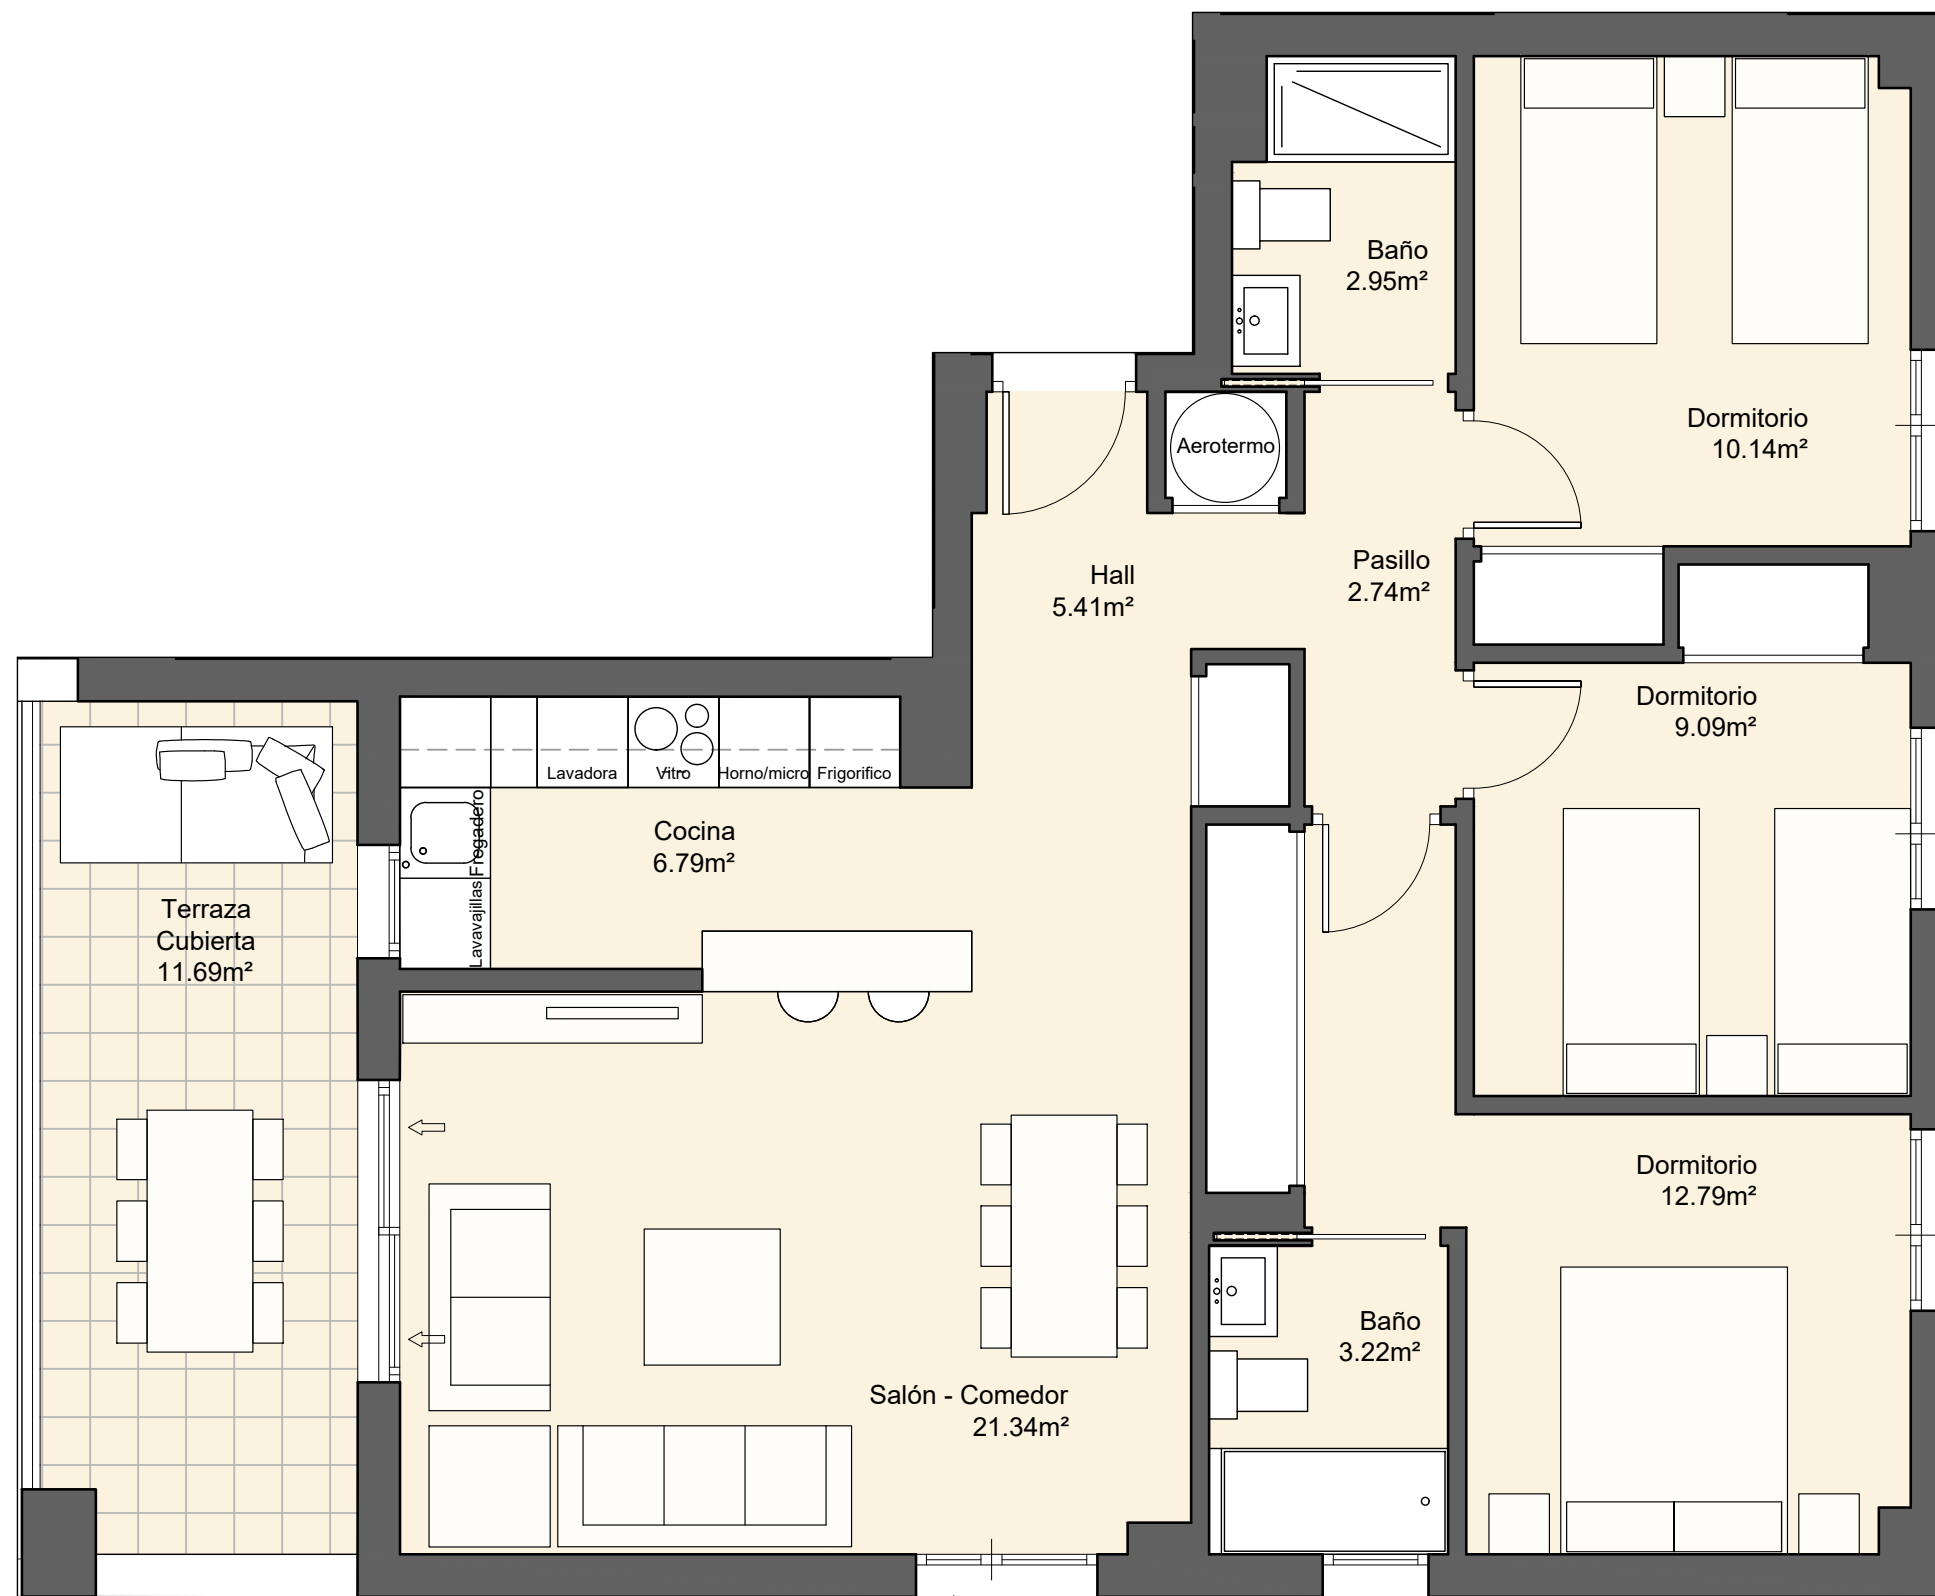 Baño
2.95m²
Dormitorio
10.14m²
Aerotermo
Hall
5.41m²
Pasillo
2.74m²
Dormitorio
9.09m²
Lavadora
Vitro
Horno/micro
Frigorifico
Fregadero
Lavavajillas
Cocina
6.79m²
Terraza
Cubierta
11.69m²
Dormitorio
12.79m²
Baño
3.22m²
Salón - Comedor
21.34m²